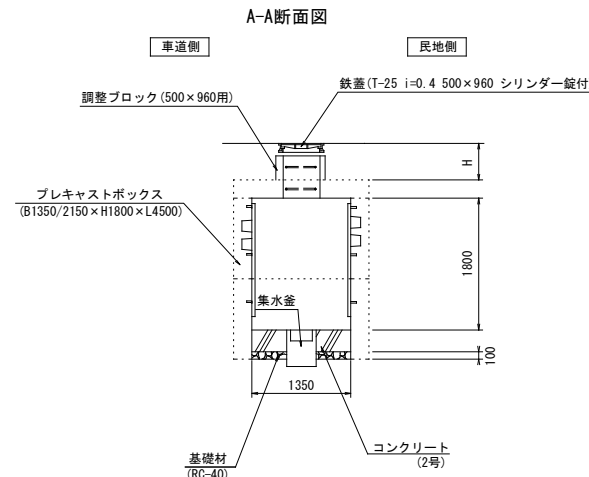 A-A断面図
車道側
民地側
鉄蓋(T-25 i=0.4 500×960 シリンダー錠付
調整ブロック(500×960用)
H
プレキャストボックス
(B1350/2150×H1800×L4500)
1800
集水釜
100
1350
基礎材
(RC-40)
コンクリート
(2号)